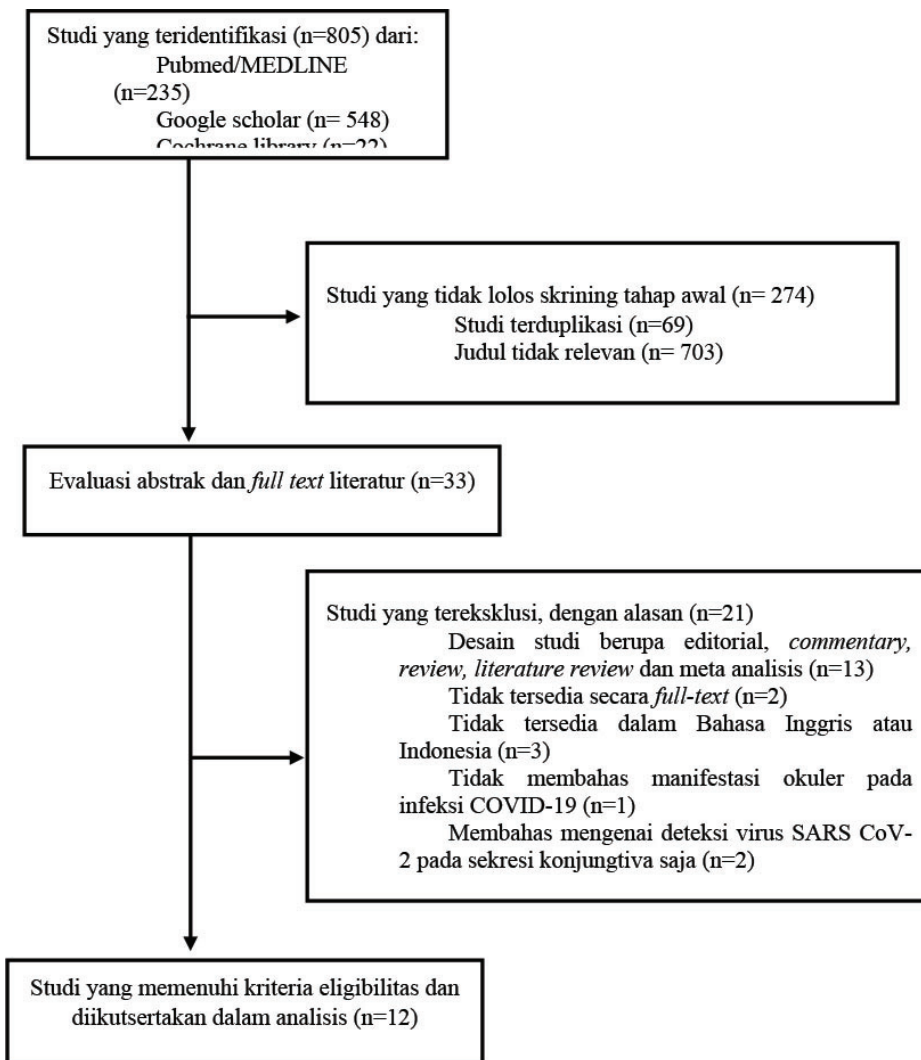 Studi yang teridentifikasi (n=805) dari:
Pubmed/MEDLINE
(n=235)
Google scholar (n= 548)
Cochrane library (n=22)
Studi yang tidak lolos skrining tahap awal (n= 274)
Studi terduplikasi (n=69)
Judul tidak relevan (n= 703)
Evaluasi abstrak dan full text literatur (n=33)
Studi yang tereksklusi, dengan alasan (n=21)
Desain studi berupa editorial, commentary,
review, literature review dan meta analisis (n=13)
Tidak tersedia secara full-text (n=2)
Tidak tersedia dalam Bahasa Inggris atau
Indonesia (n=3)
Tidak membahas manifestasi okuler pada
infeksi COVID-19 (n=1)
Membahas mengenai deteksi virus SARS CoV-
2 pada sekresi konjungtiva saja (n=2)
Studi yang memenuhi kriteria eligibilitas dan
diikutsertakan dalam analisis (n=12)